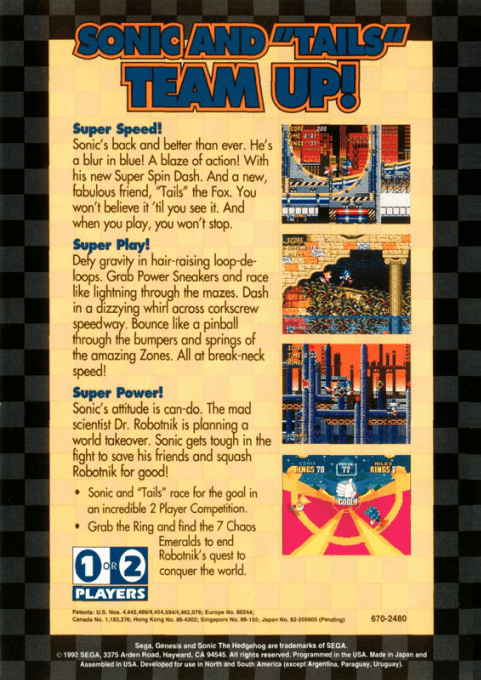 SONIC AND "TAILS"
TEAM UP!
Super Speed!
Sonic's back and better than ever. He's
a blur in blue! A blaze of action! With
his new Super Spin Dash. And a new,
fabulous friend, "Tails" the Fox. You
won't believe it 'til you see it. And
when you play, you won't stop.
Super Play!
Defy gravity in hair-raising loop-de-
loops. Grab Power Sneakers and race
like lightning through the mazes. Dash
in a dizzying whirl across corkscrew
speedway. Bounce like a pinball
through the bumpers and springs of
the amazing Zones. All at break-neck
speed!
Super Power!
Sonic's attitude is can-do. The mad
scientist Dr. Robotnik is planning a
world takeover. Sonic gets tough in the
fight to save his friends and squash
Robotnik for good!
• Sonic and "Tails" race for the goal in
an incredible 2 Player Competition.
• Grab the Ring and find the 7 Chaos
Emeralds to end
Robotnik's quest to
conquer the world.
1 OR 2
PLAYERS
SCORE 200
TIME 4:41
SCORE
SONIC
RINGS 70
77
MILES
RINGS 7
COOL!
Patents: U.S. Nos. 4,442,486/4,454,594/4,462,076; Europe No. 80244;
Canada No. 1,183,276; Hong Kong No. 88-4302; Singapore No. 88-155; Japan No. 82-205605 (Pending)
670-2480
Sega, Genesis and Sonic The Hedgehog are trademarks of SEGA.
© 1992 SEGA, 3375 Arden Road, Hayward, CA 94545. All rights reserved. Programmed in the USA. Made in Japan and
Assembled in USA. Developed for use in North and South America (except Argentina, Paraguay, Uruguay).